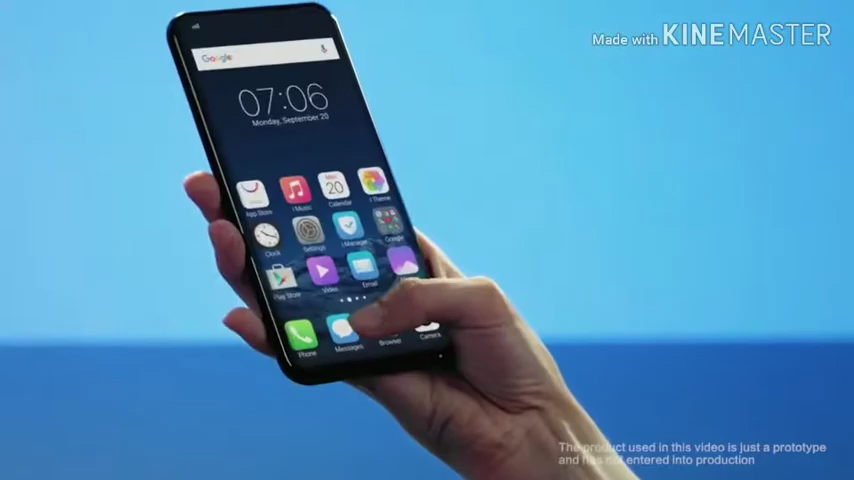 Made with KINEMASTER
Google
07:06
Monday, September 20
App Store
i Music
Calendar
i Theme
20
Clock
Settings
i Manager
Google
Play Store
Video
Email
Phone
Messages
Browser
Camera
The product used in this video is just a prototype
and has not entered into production